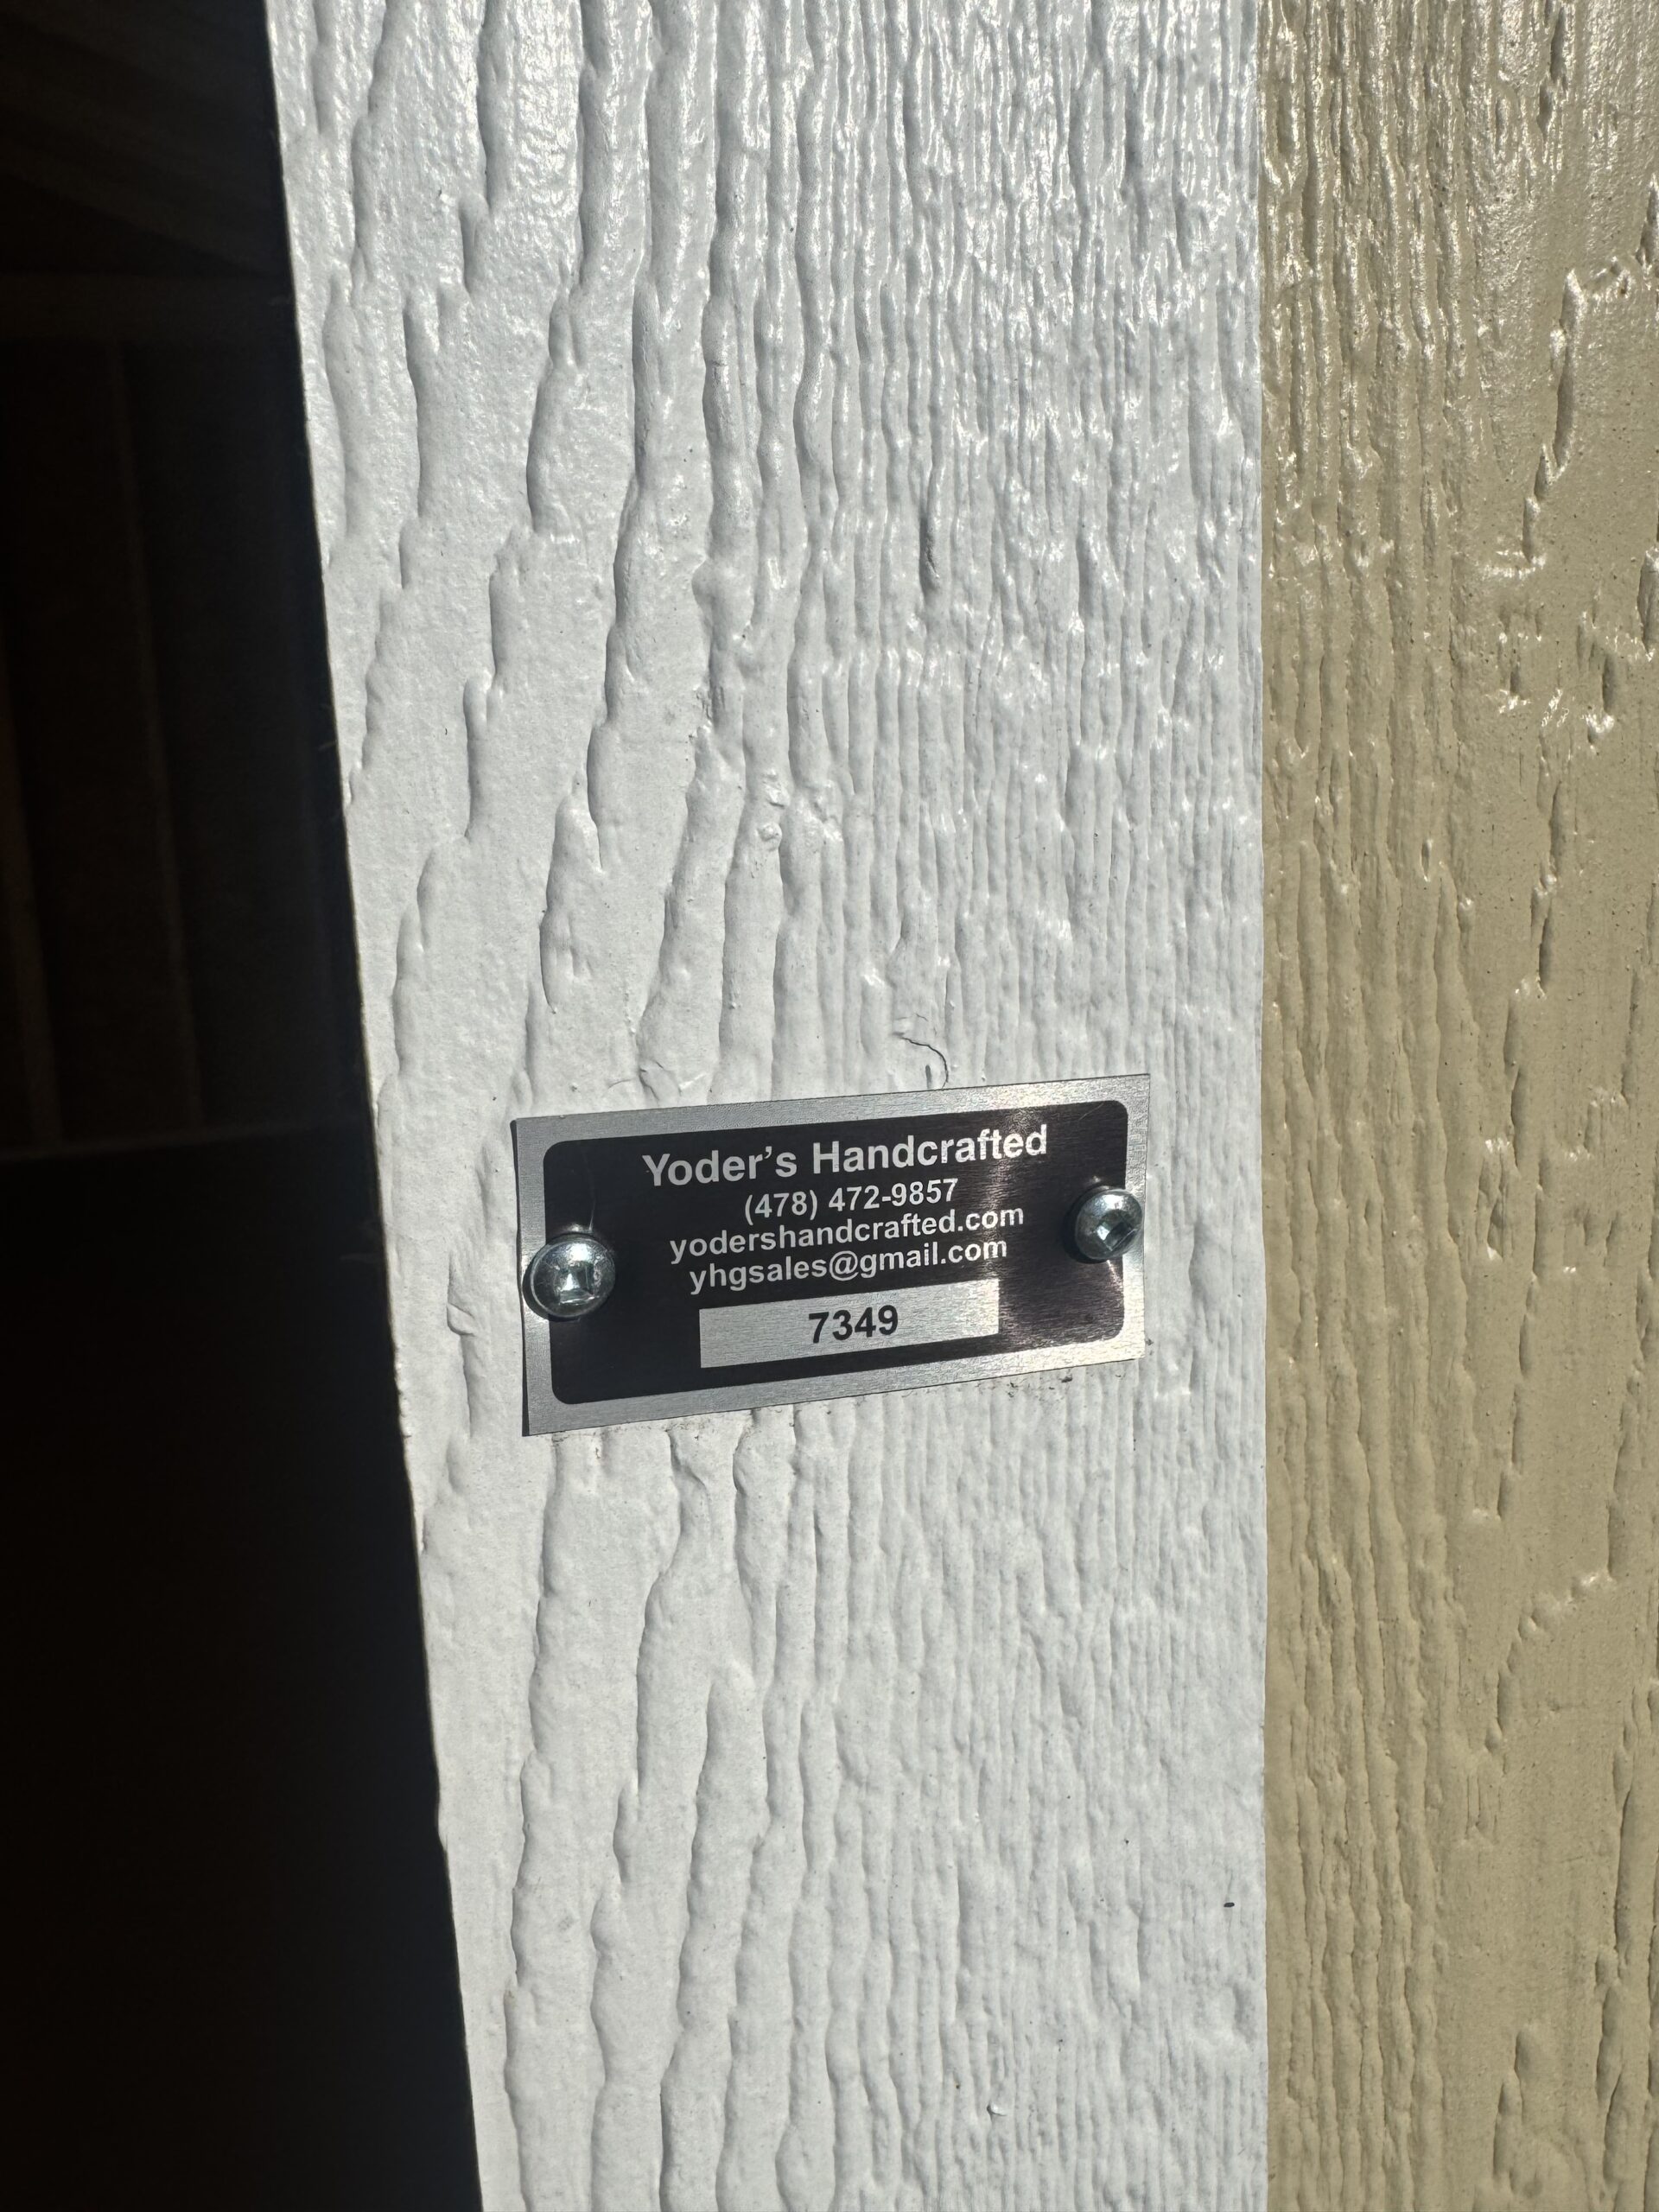 Yoder's Handcrafted
(478) 472-9857
yodershandcrafted.com
yhgsales@gmail.com
7349